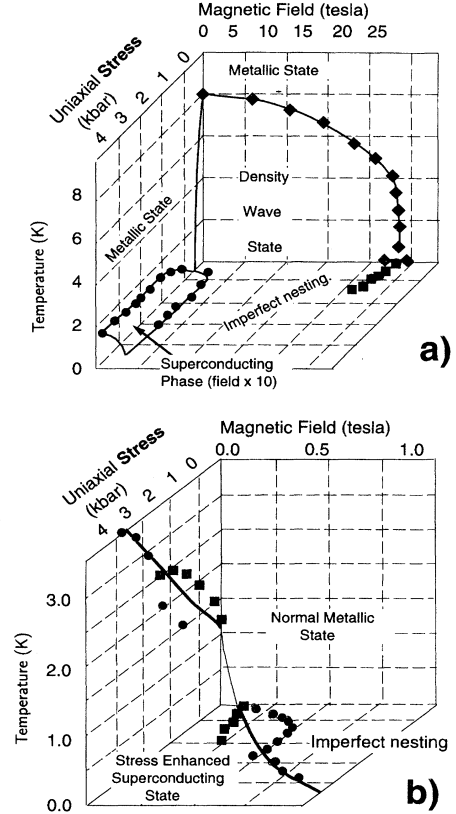 Magnetic Field (tesla)
0 5 10 15 20 25
Uniaxial Stress
(kbar)
4 3 2 1 0
Metallic State
Metallic State
Density
Wave
State
Temperature (K)
8
6
4
2
0
Imperfect nesting
Superconducting
Phase (field x 10)
a)
Magnetic Field (tesla)
0.0 0.5 1.0
Uniaxial Stress
(kbar)
4 3 2 1 0
Temperature (K)
3.0
2.0
1.0
0.0
Normal Metallic
State
Imperfect nesting
Stress Enhanced
Superconducting
State
b)